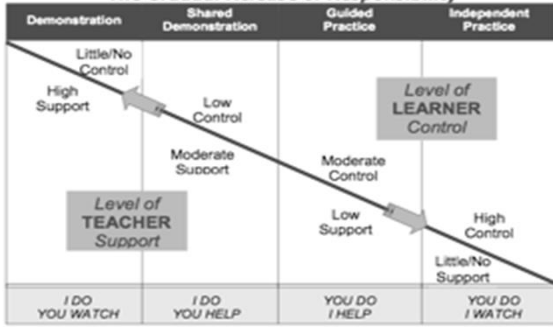 Demonstration
Shared
Demonstration
Guided
Practice
Independent
Practice
Little/No
Control
High
Support
Low
Control
Moderate
Support
Level of
LEARNER
Control
Moderate
Control
Low
Support
Level of
TEACHER
Support
High
Control
Little/No
Support
I DO
YOU WATCH
I DO
YOU HELP
YOU DO
I HELP
YOU DO
I WATCH